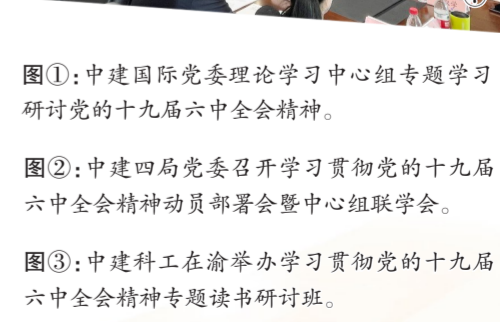 图①:中建国际党委理论学习中心组专题学习
研讨党的十九届六中全会精神。
图②:中建四局党委召开学习贯彻党的十九届
六中全会精神动员部署会暨中心组联学会。
图③:中建科工在渝举办学习贯彻党的十九届
六中全会精神专题读书研讨班。